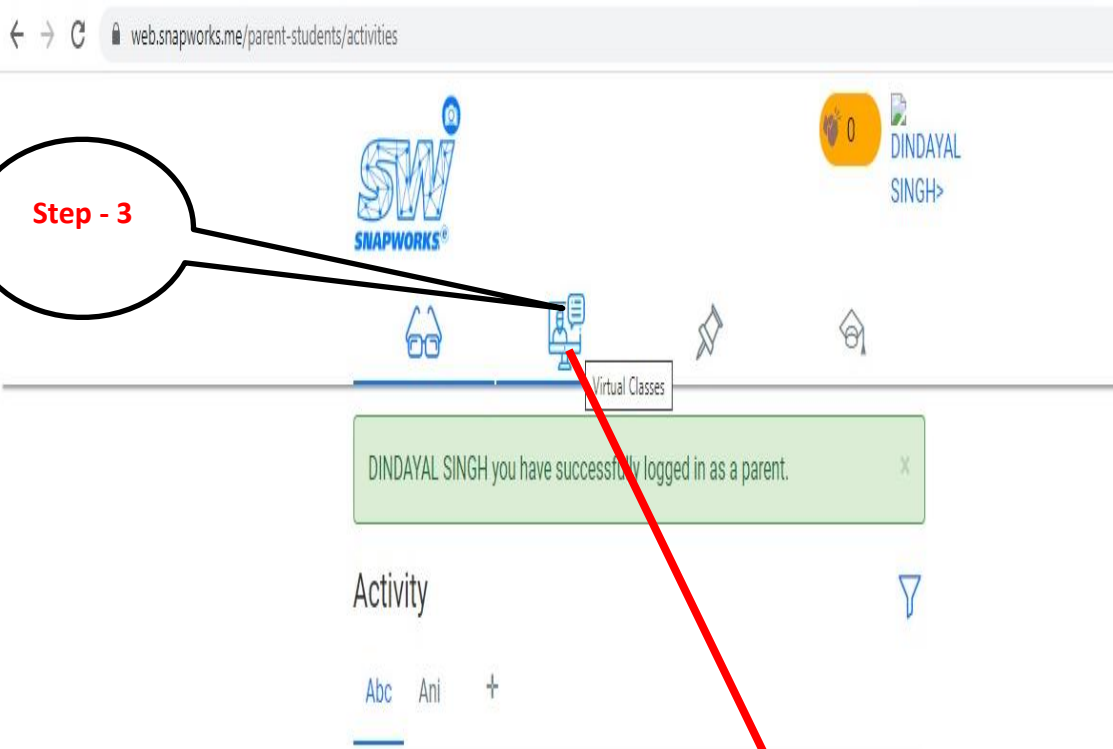 web.snapworks.me/parent-students/activities
SW
SNAPWORKS®
0
DINDAYAL
SINGH>
Step - 3
Virtual Classes
DINDAYAL SINGH you have successfully logged in as a parent.
X
Activity
Abc Ani +